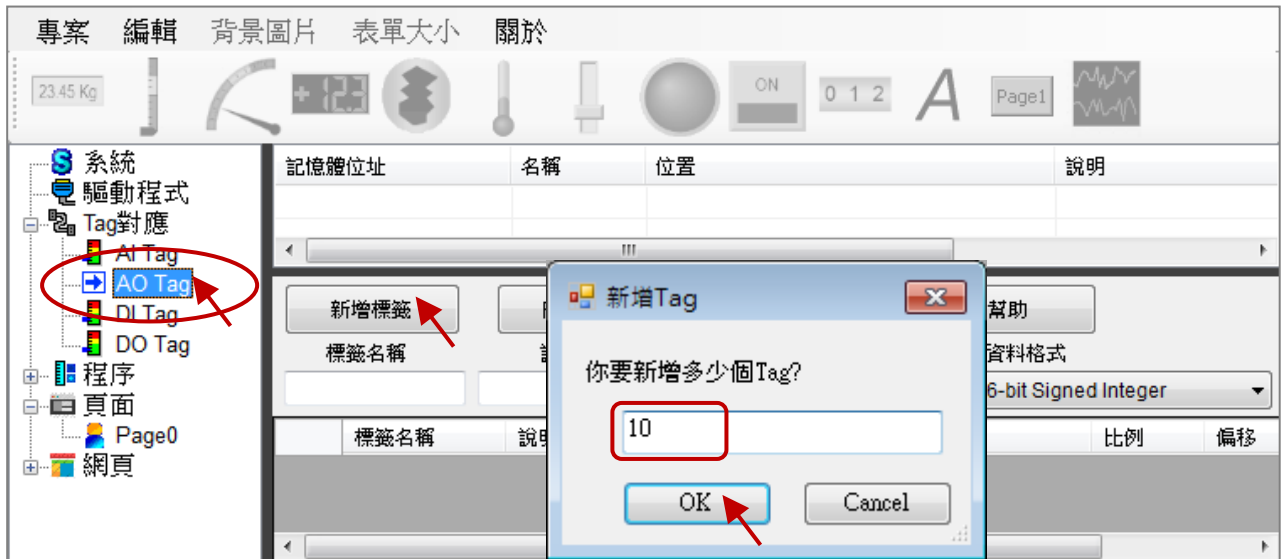 專案 編輯 背景圖片 表單大小 關於
23.45 Kg +12.3 ON 0 1 2 A Page1
系統
驅動程式
Tag對應
AI Tag
AO Tag
DI Tag
DO Tag
程序
頁面
Page0
網頁
記憶體位址 名稱 位置 說明
新增標籤 幫助
標籤名稱 資料格式
6-bit Signed Integer
標籤名稱 說明 比例 偏移
新增Tag
你要新增多少個Tag?
10
OK Cancel